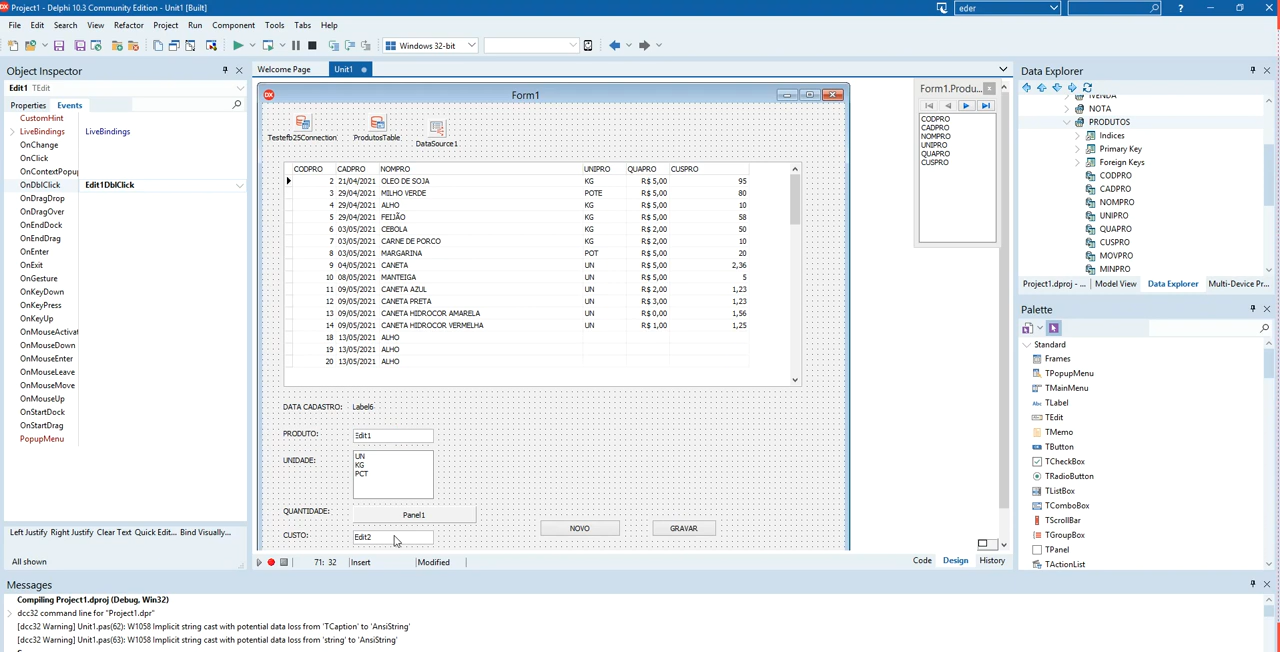 Project1 - Delphi 10.3 Community Edition - Unit1 [Built]
eder
File Edit Search View Refactor Project Run Component Tools Tabs Help
Windows 32-bit
Object Inspector
Edit1 TEdit
Properties Events
CustomHint
LiveBindings LiveBindings
OnChange
OnClick
OnContextPopup
OnDblClick Edit1DblClick
OnDragDrop
OnDragOver
OnEndDock
OnEndDrag
OnEnter
OnExit
OnGesture
OnKeyDown
OnKeyPress
OnKeyUp
OnMouseActivat
OnMouseDown
OnMouseEnter
OnMouseLeave
OnMouseMove
OnMouseUp
OnStartDock
OnStartDrag
PopupMenu
Left Justify Right Justify Clear Text Quick Edit... Bind Visually...
All shown
Welcome Page Unit1
Form1
Testefb25Connection ProdutosTable DataSource1
CODPRO CADPRO NOMPRO UNIPRO QUAPRO CUSPRO
2 21/04/2021 OLEO DE SOJA KG R$ 5,00 95
3 29/04/2021 MILHO VERDE POTE R$ 5,00 80
4 29/04/2021 ALHO KG R$ 5,00 10
5 29/04/2021 FEIJÃO KG R$ 5,00 58
6 03/05/2021 CEBOLA KG R$ 2,00 50
7 03/05/2021 CARNE DE PORCO KG R$ 2,00 10
8 03/05/2021 MARGARINA POT R$ 5,00 20
9 04/05/2021 CANETA UN R$ 5,00 2,36
10 08/05/2021 MANTEIGA UN R$ 5,00 5
11 09/05/2021 CANETA AZUL UN R$ 2,00 1,23
12 09/05/2021 CANETA PRETA UN R$ 3,00 1,23
13 09/05/2021 CANETA HIDROCOR AMARELA UN R$ 0,00 1,56
14 09/05/2021 CANETA HIDROCOR VERMELHA UN R$ 1,00 1,25
18 13/05/2021 ALHO
19 13/05/2021 ALHO
20 13/05/2021 ALHO
DATA CADASTRO: Label6
PRODUTO: Edit1
UNIDADE: UN
KG
PCT
QUANTIDADE: Panel1
CUSTO: Edit2
NOVO GRAVAR
71: 32 Insert Modified
Code Design History
Form1.Produ...
CODPRO
CADPRO
NOMPRO
UNIPRO
QUAPRO
CUSPRO
Data Explorer
NOTA
PRODUTOS
Indices
Primary Key
Foreign Keys
CODPRO
CADPRO
NOMPRO
UNIPRO
QUAPRO
CUSPRO
MOVPRO
MINPRO
Project1.dproj - ... Model View Data Explorer Multi-Device Pr...
Palette
Standard
Frames
TPopupMenu
TMainMenu
TLabel
TEdit
TMemo
TButton
TCheckBox
TRadioButton
TListBox
TComboBox
TScrollBar
TGroupBox
TPanel
TActionList
Messages
Compiling Project1.dproj (Debug, Win32)
dcc32 command line for "Project1.dpr"
[dcc32 Warning] Unit1.pas(62): W1058 Implicit string cast with potential data loss from 'TCaption' to 'AnsiString'
[dcc32 Warning] Unit1.pas(63): W1058 Implicit string cast with potential data loss from 'string' to 'AnsiString'